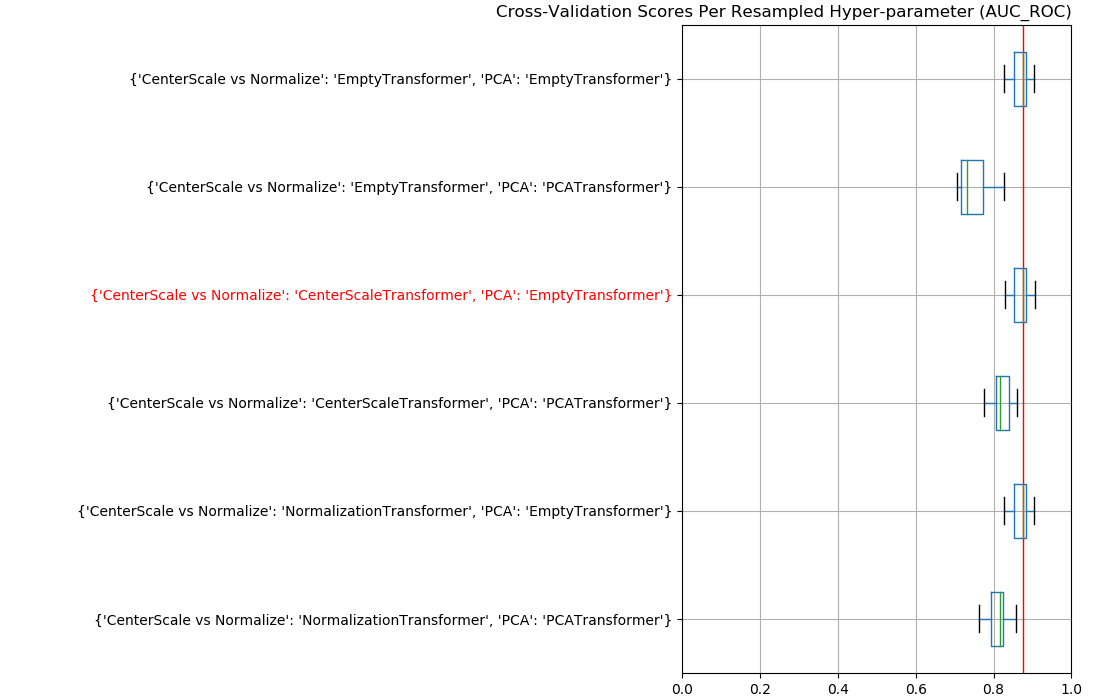 Cross-Validation Scores Per Resampled Hyper-parameter (AUC_ROC)
{'CenterScale vs Normalize': 'EmptyTransformer', 'PCA': 'EmptyTransformer'}
{'CenterScale vs Normalize': 'EmptyTransformer', 'PCA': 'PCATransformer'}
{'CenterScale vs Normalize': 'CenterScaleTransformer', 'PCA': 'EmptyTransformer'}
{'CenterScale vs Normalize': 'CenterScaleTransformer', 'PCA': 'PCATransformer'}
{'CenterScale vs Normalize': 'NormalizationTransformer', 'PCA': 'EmptyTransformer'}
{'CenterScale vs Normalize': 'NormalizationTransformer', 'PCA': 'PCATransformer'}
0.0 0.2 0.4 0.6 0.8 1.0